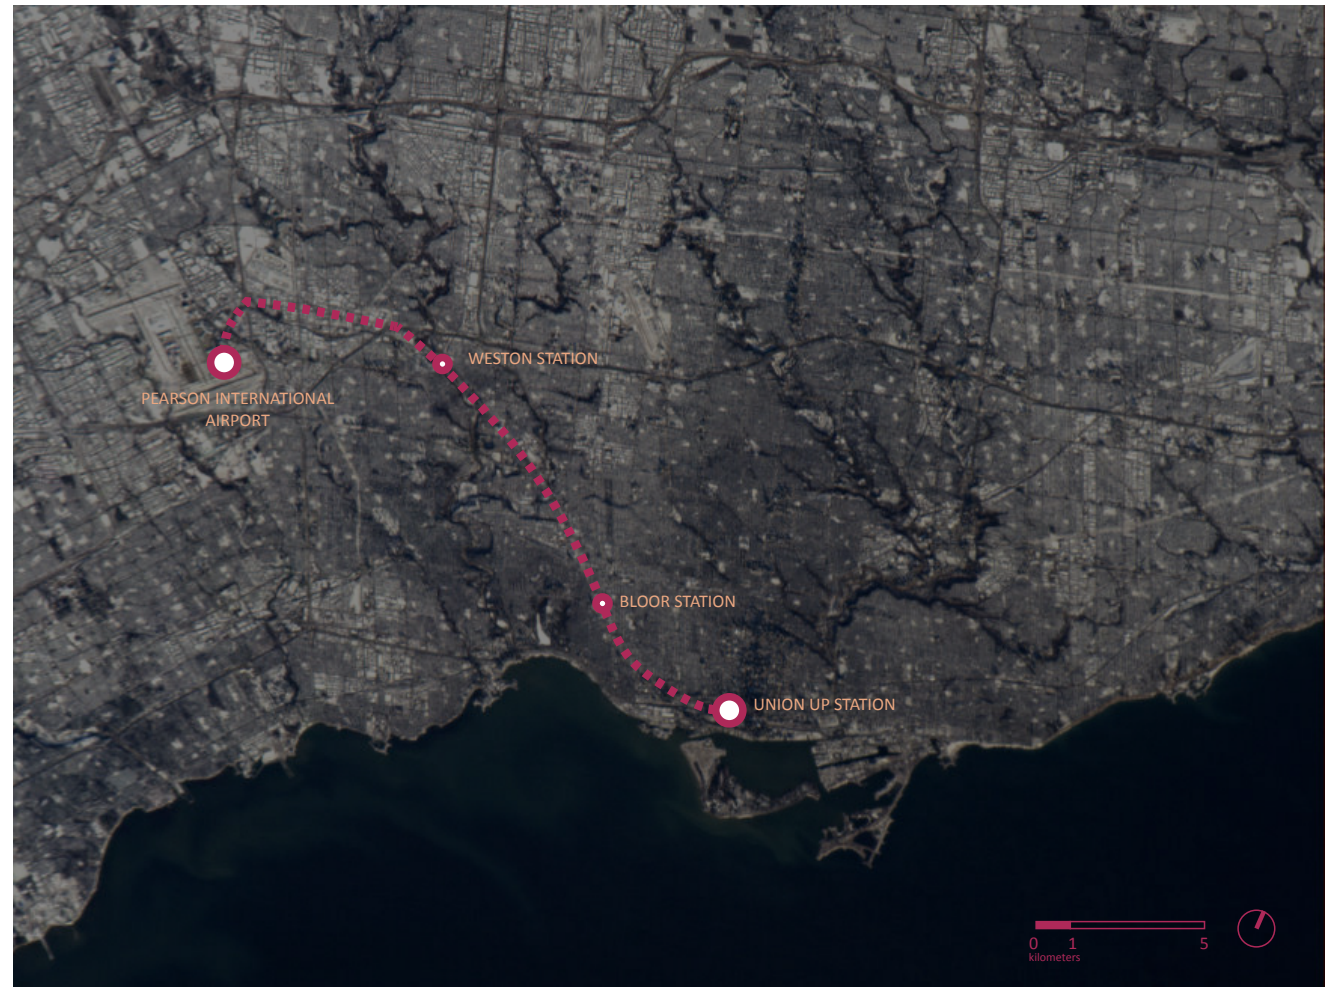 WESTON STATION
PEARSON INTERNATIONAL
AIRPORT
BLOOR STATION
UNION UP STATION
0 1 5
kilometers